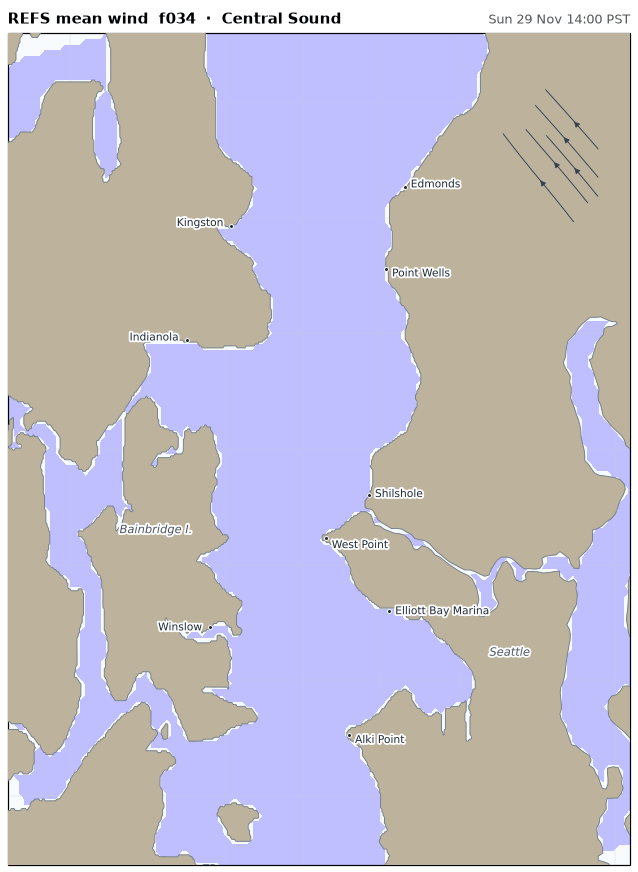 REFS mean wind f034 · Central Sound
Sun 29 Nov 14:00 PST
Edmonds
Kingston
Point Wells
Indianola
Shilshole
Bainbridge I.
West Point
Elliott Bay Marina
Winslow
Seattle
Alki Point